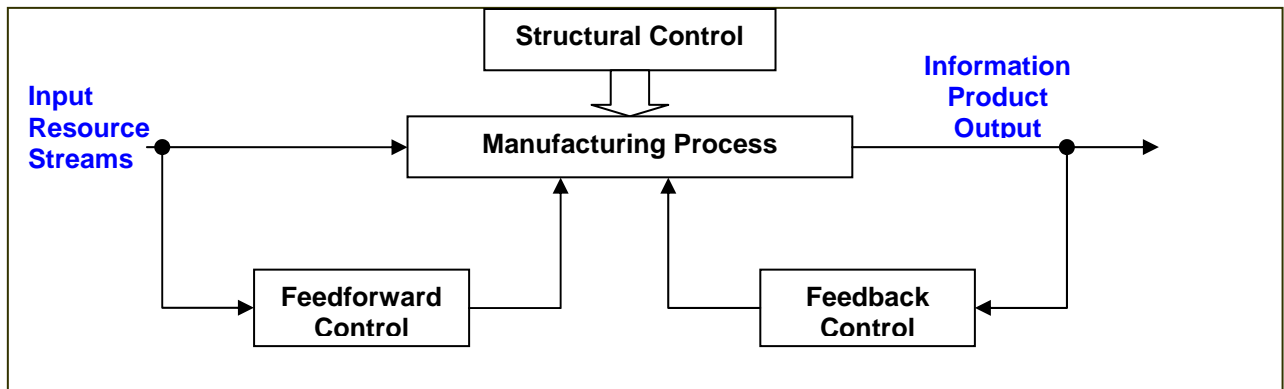 Structural Control
Input
Resource
Streams
Information
Product
Output
Manufacturing Process
Feedforward
Control
Feedback
Control